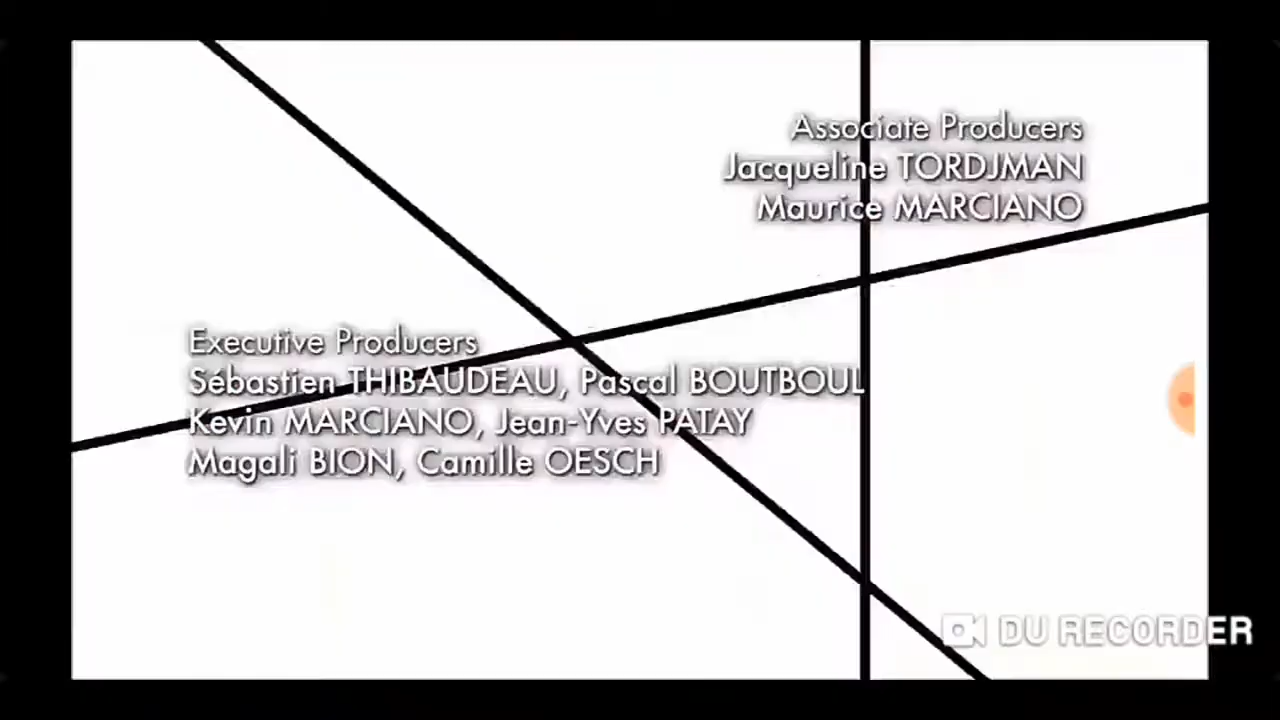 Associate Producers
Jacqueline TORDJMAN
Maurice MARCIANO
Executive Producers
Sébastien THIBAUDEAU, Pascal BOUTBOUL
Kevin MARCIANO, Jean-Yves PATAY
Magali BION, Camille OESCH
DU RECORDER